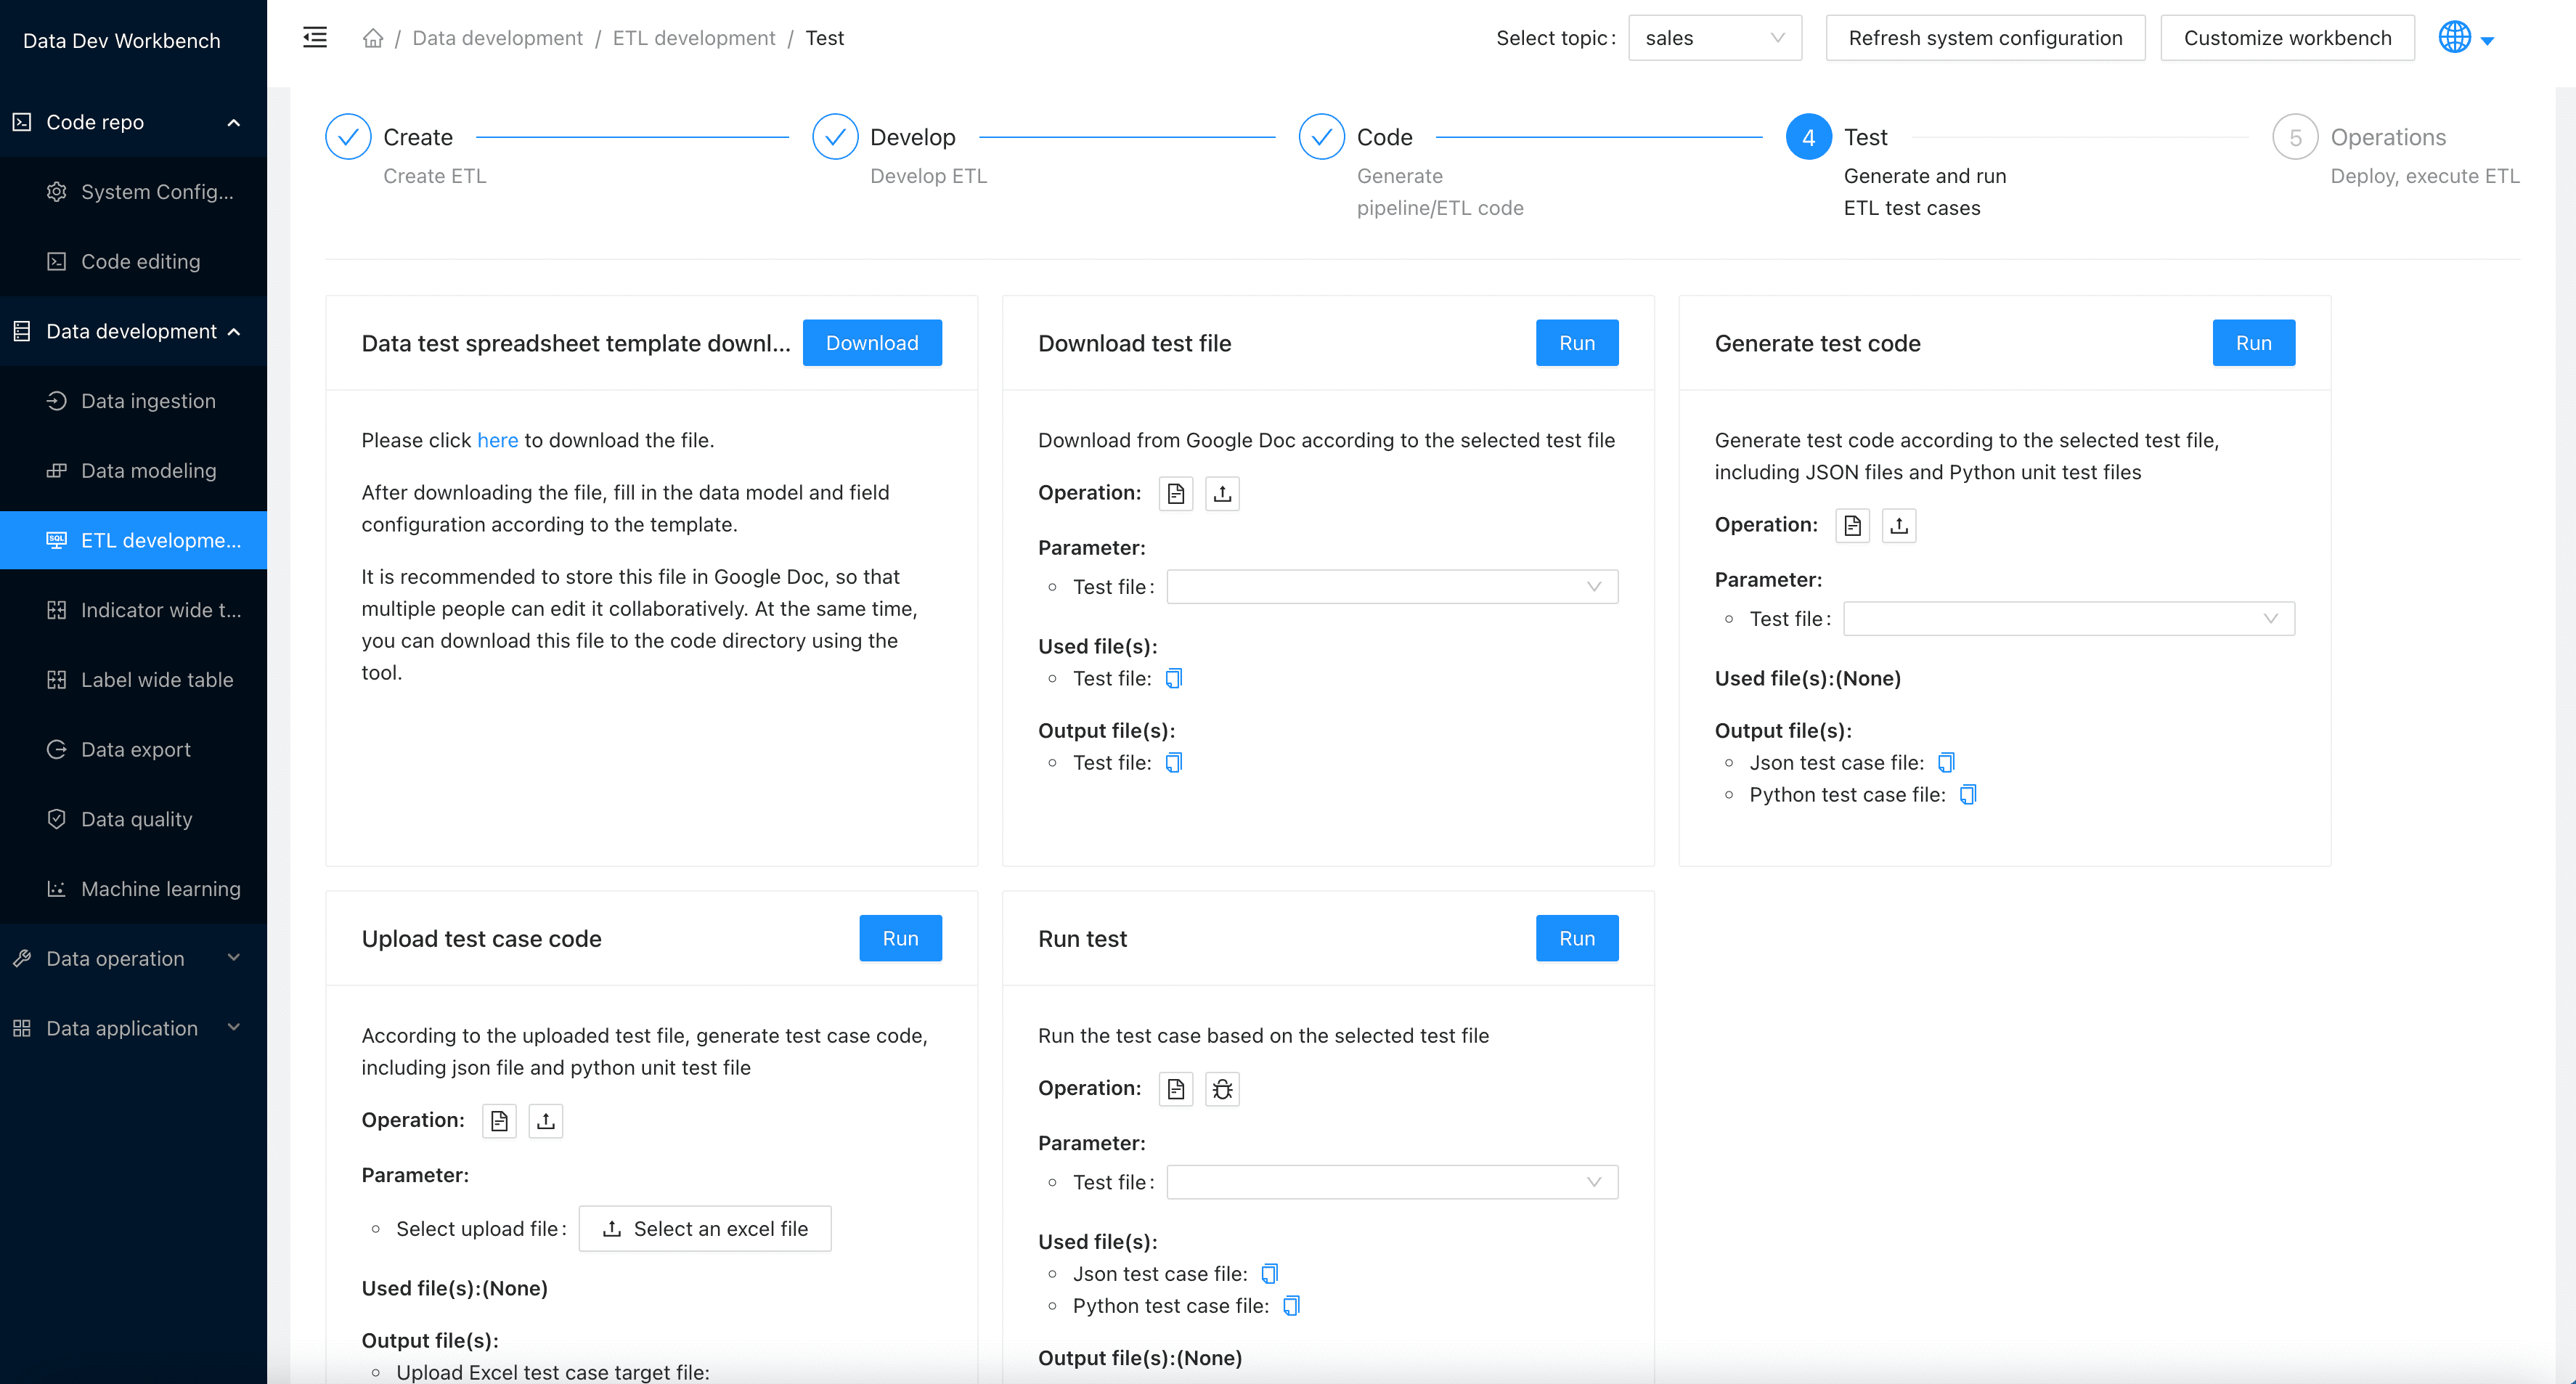 Data Dev Workbench
/ Data development / ETL development / Test
Select topic: sales
Refresh system configuration
Customize workbench
Code repo
System Config...
Code editing
Data development
Data ingestion
Data modeling
SQL ETL developme...
Indicator wide t...
Label wide table
Data export
Data quality
Machine learning
Data operation
Data application
Create
Create ETL
Develop
Develop ETL
Code
Generate
pipeline/ETL code
4 Test
Generate and run
ETL test cases
5 Operations
Deploy, execute ETL
Data test spreadsheet template downl... Download
Please click here to download the file.
After downloading the file, fill in the data model and field
configuration according to the template.
It is recommended to store this file in Google Doc, so that
multiple people can edit it collaboratively. At the same time,
you can download this file to the code directory using the
tool.
Download test file Run
Download from Google Doc according to the selected test file
Operation:
Parameter:
Test file:
Used file(s):
Test file:
Output file(s):
Test file:
Generate test code Run
Generate test code according to the selected test file,
including JSON files and Python unit test files
Operation:
Parameter:
Test file:
Used file(s):(None)
Output file(s):
Json test case file:
Python test case file:
Upload test case code Run
According to the uploaded test file, generate test case code,
including json file and python unit test file
Operation:
Parameter:
Select upload file: Select an excel file
Used file(s):(None)
Output file(s):
Upload Excel test case target file:
Run test Run
Run the test case based on the selected test file
Operation:
Parameter:
Test file:
Used file(s):
Json test case file:
Python test case file:
Output file(s):(None)